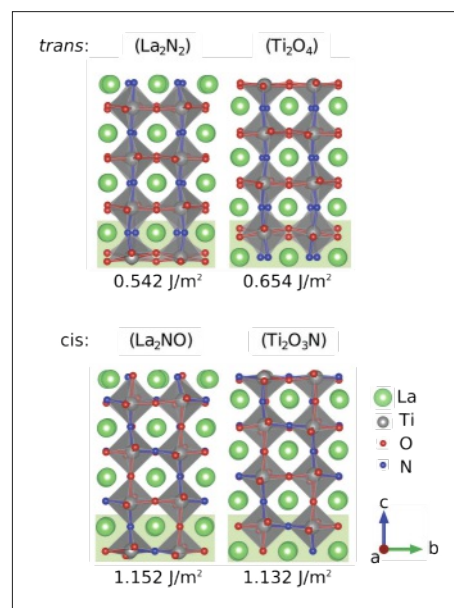 trans: (La₂N₂) (Ti₂O₄)
0.542 J/m² 0.654 J/m²
cis: (La₂NO) (Ti₂O₃N)
La
Ti
O
N
c
a b
1.152 J/m² 1.132 J/m²